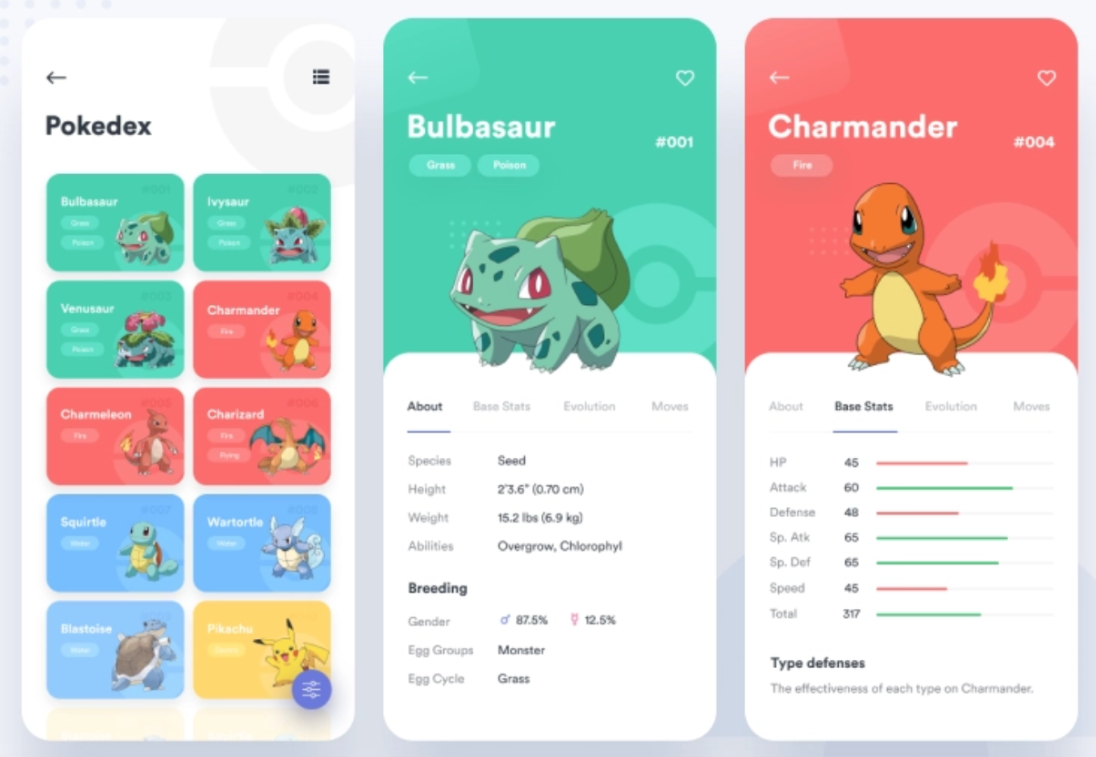 Pokedex
#001
Bulbasaur
Grass
Poison
#002
Ivysaur
Grass
Poison
#003
Venusaur
Grass
Poison
#004
Charmander
Fire
#005
Charmeleon
Fire
#006
Charizard
Fire
Flying
#007
Squirtle
Water
#008
Wartortle
Water
Blastoise
Water
Pikachu
Bulbasaur
#001
Grass Poison
About Base Stats Evolution Moves
Species Seed
Height 2'3.6" (0.70 cm)
Weight 15.2 lbs (6.9 kg)
Abilities Overgrow, Chlorophyl
Breeding
Gender ♂ 87.5% ☿ 12.5%
Egg Groups Monster
Egg Cycle Grass
Charmander
#004
Fire
About Base Stats Evolution Moves
HP 45
Attack 60
Defense 48
Sp. Atk 65
Sp. Def 65
Speed 45
Total 317
Type defenses
The effectiveness of each type on Charmander.